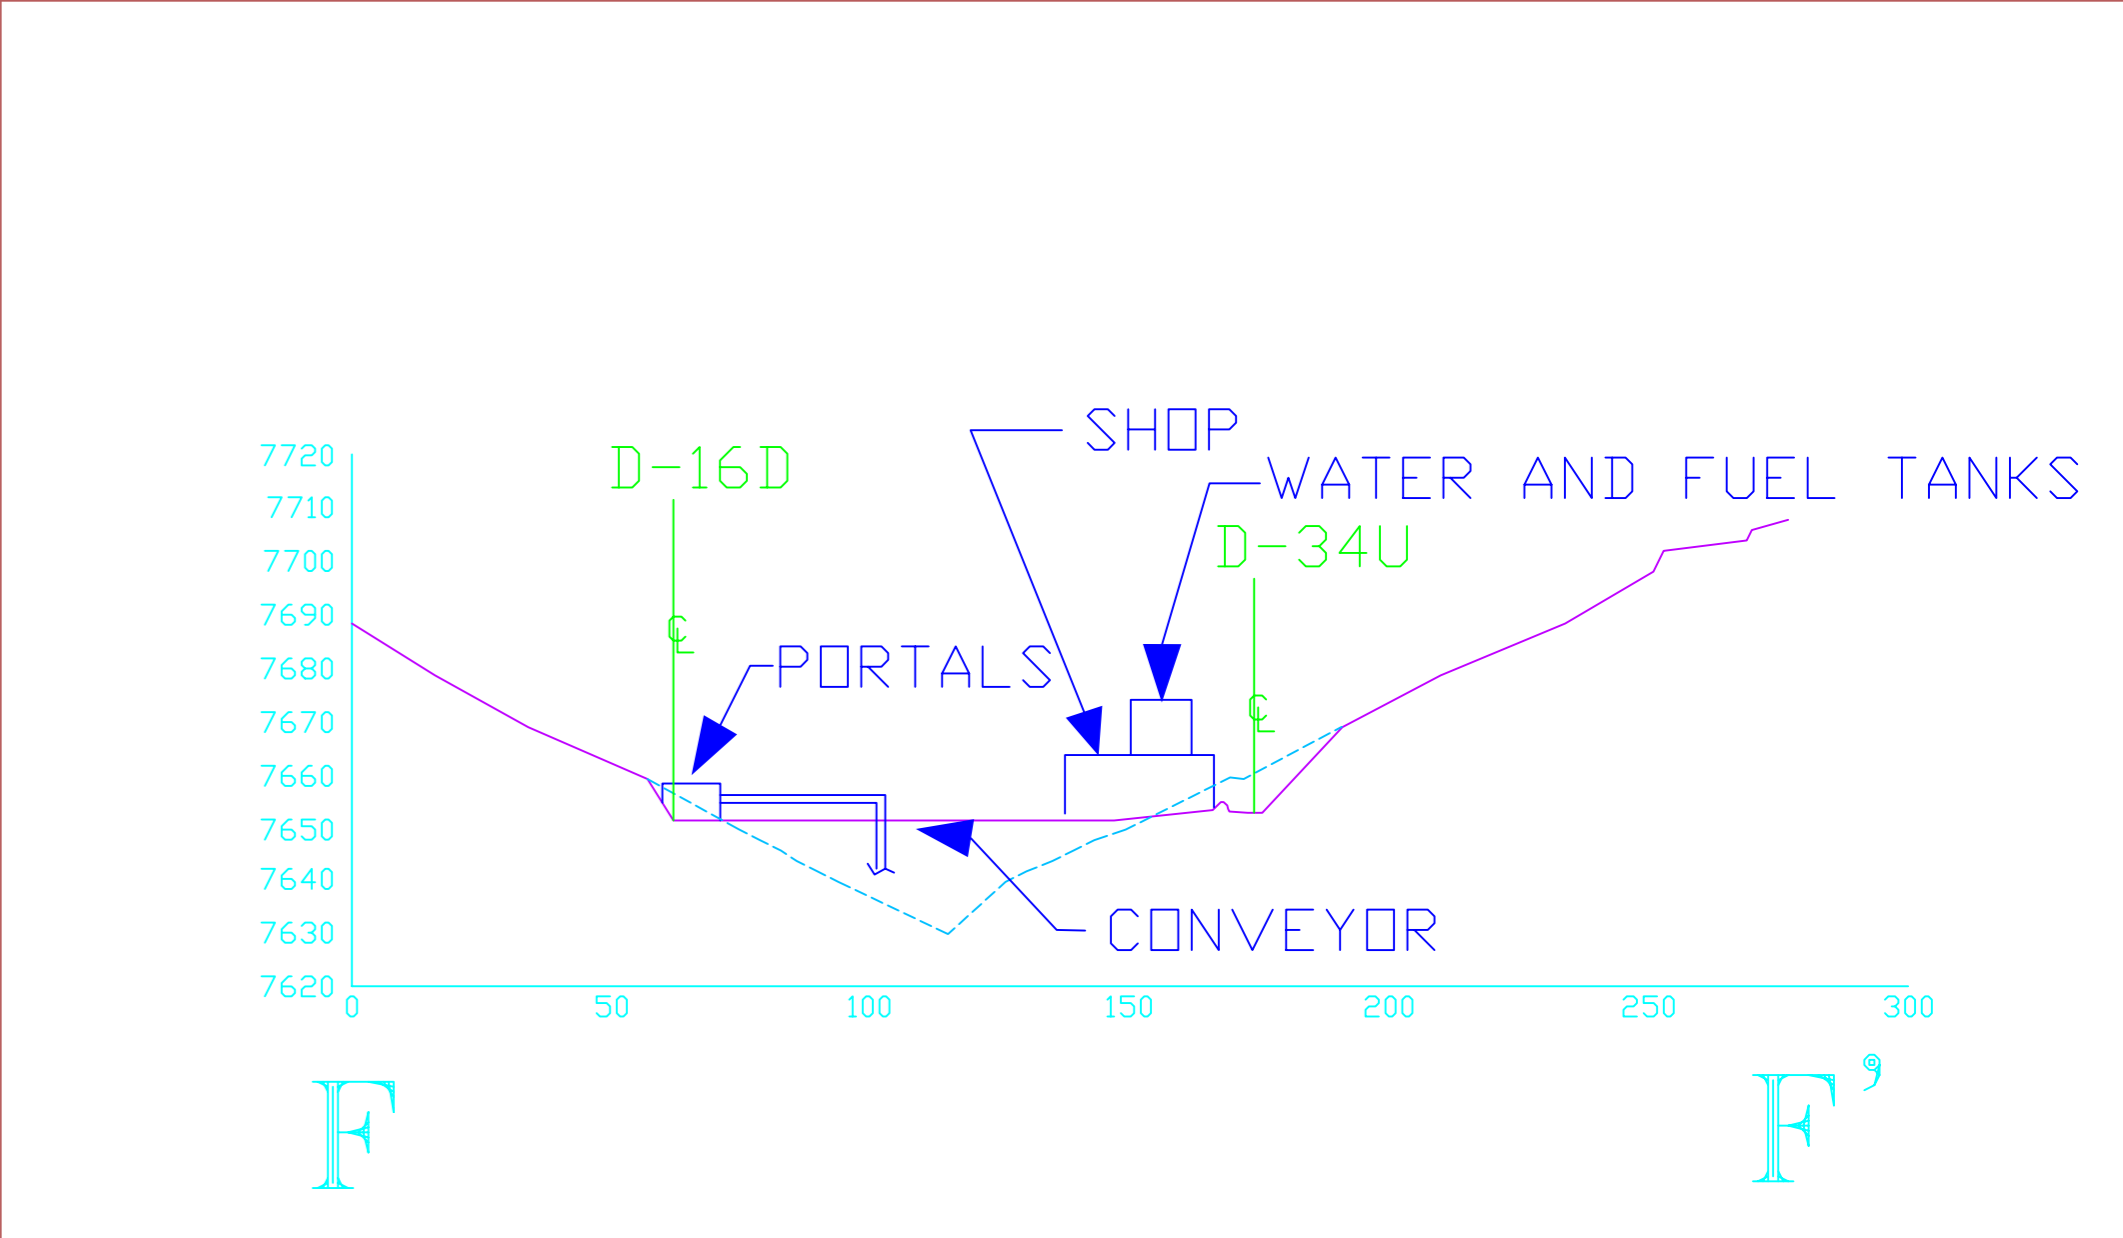 SHOP
WATER AND FUEL TANKS
D-16D
D-34U
℄
PORTALS
℄
CONVEYOR
7720
7710
7700
7690
7680
7670
7660
7650
7640
7630
7620
0 50 100 150 200 250 300
F F'